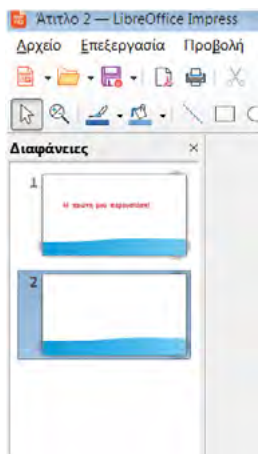 Άτιτλο 2 — LibreOffice Impress
Αρχείο Επεξεργασία Προβολή
Διαφάνειες
1
Η πρώτη μου παρουσίαση!
2